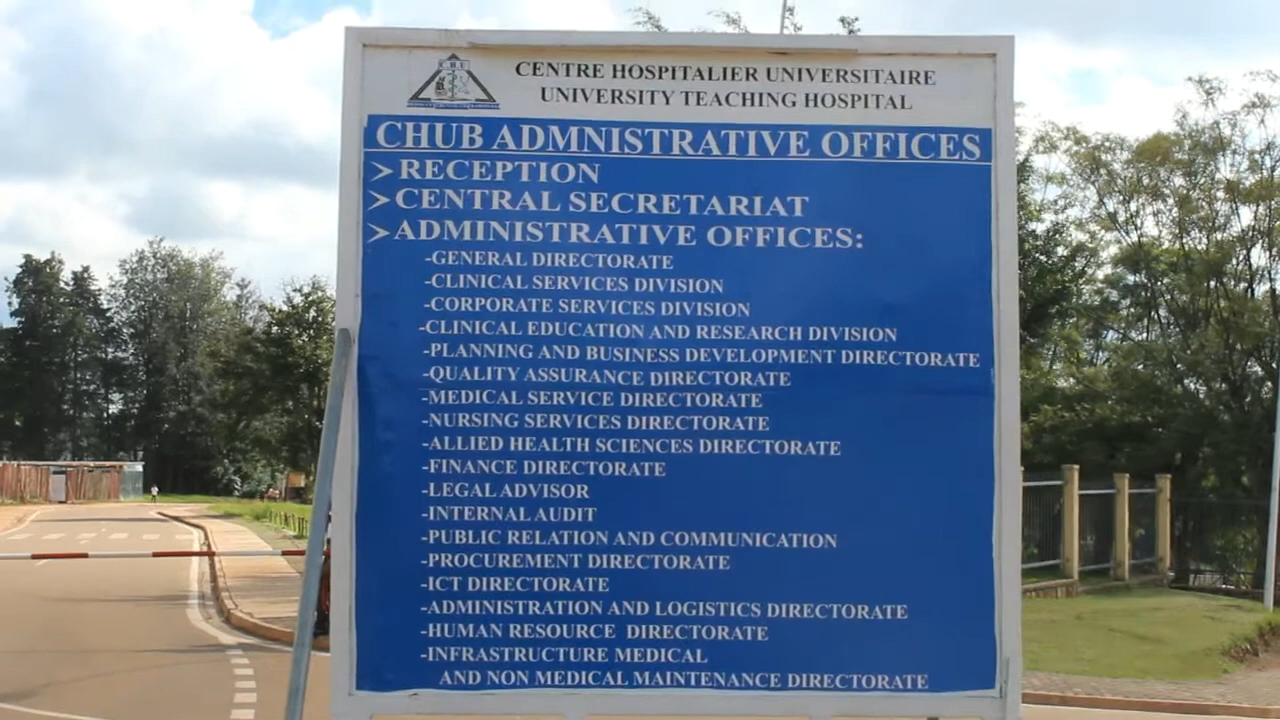 C.H.U
CENTRE HOSPITALIER UNIVERSITAIRE
UNIVERSITY TEACHING HOSPITAL
CHUB ADMNISTRATIVE OFFICES
>RECEPTION
>CENTRAL SECRETARIAT
>ADMINISTRATIVE OFFICES:
-GENERAL DIRECTORATE
-CLINICAL SERVICES DIVISION
-CORPORATE SERVICES DIVISION
-CLINICAL EDUCATION AND RESEARCH DIVISION
-PLANNING AND BUSINESS DEVELOPMENT DIRECTORATE
-QUALITY ASSURANCE DIRECTORATE
-MEDICAL SERVICE DIRECTORATE
-NURSING SERVICES DIRECTORATE
-ALLIED HEALTH SCIENCES DIRECTORATE
-FINANCE DIRECTORATE
-LEGAL ADVISOR
-INTERNAL AUDIT
-PUBLIC RELATION AND COMMUNICATION
-PROCUREMENT DIRECTORATE
-ICT DIRECTORATE
-ADMINISTRATION AND LOGISTICS DIRECTORATE
-HUMAN RESOURCE DIRECTORATE
-INFRASTRUCTURE MEDICAL
AND NON MEDICAL MAINTENANCE DIRECTORATE